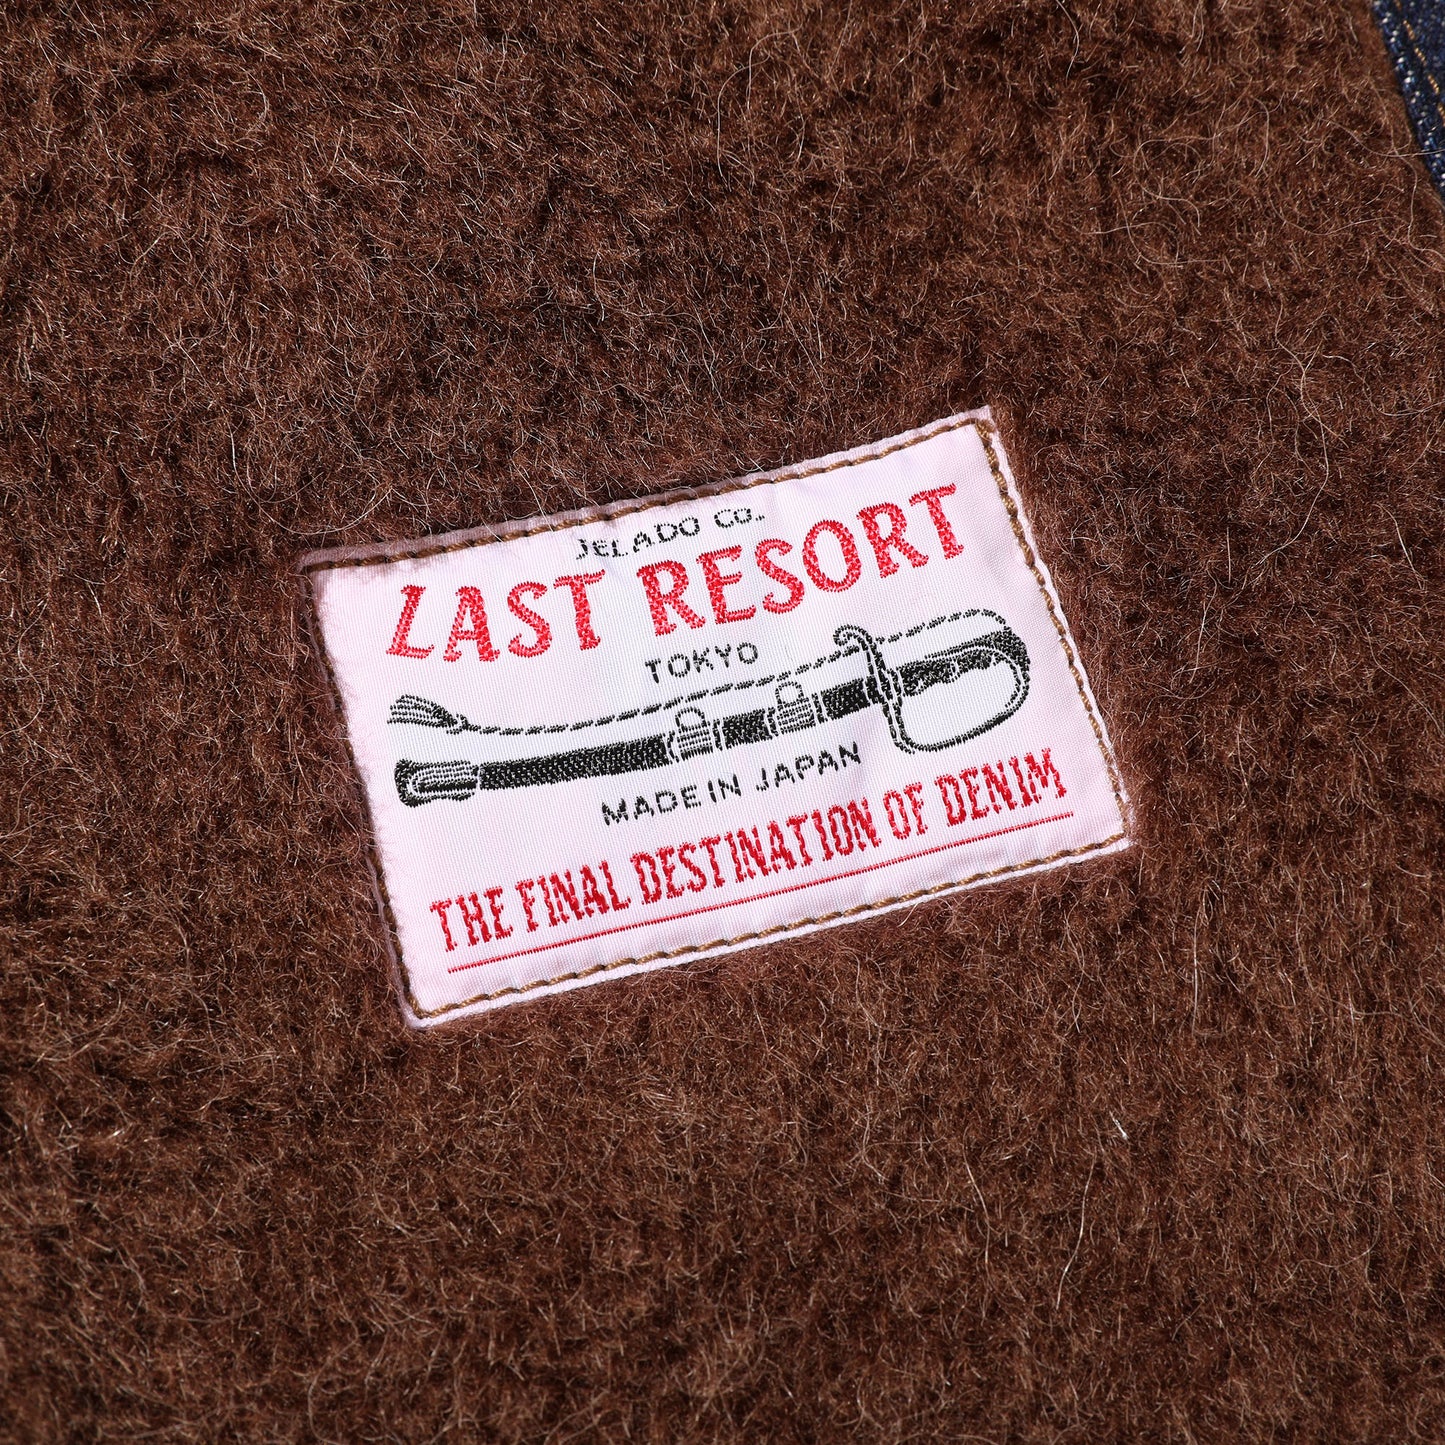 JELADO CO.
LAST RESORT
TOKYO
MADE IN JAPAN
THE FINAL DESTINATION OF DENIM